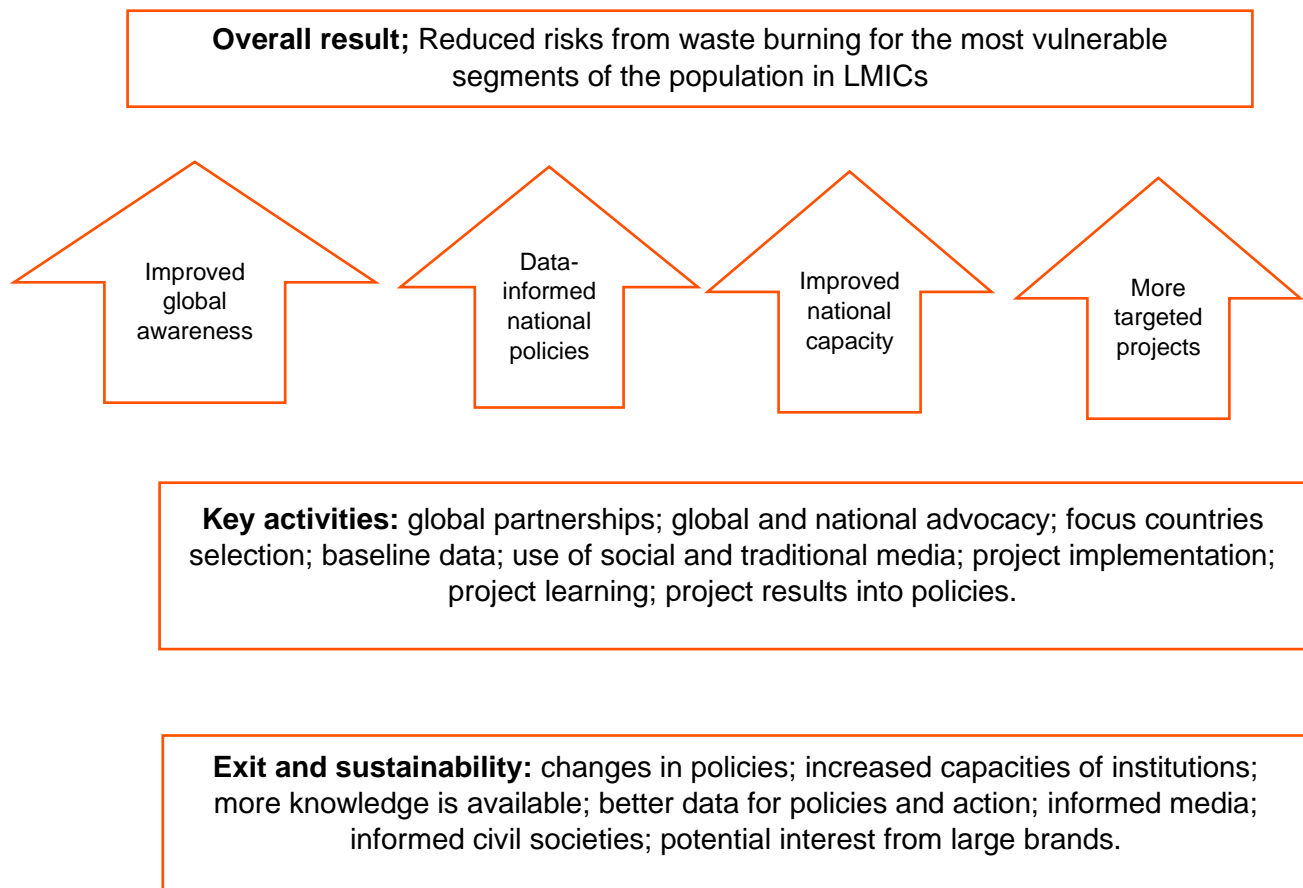 Overall result; Reduced risks from waste burning for the most vulnerable
segments of the population in LMICs
Improved
global
awareness
Data-
informed
national
policies
Improved
national
capacity
More
targeted
projects
Key activities: global partnerships; global and national advocacy; focus countries
selection; baseline data; use of social and traditional media; project implementation;
project learning; project results into policies.
Exit and sustainability: changes in policies; increased capacities of institutions;
more knowledge is available; better data for policies and action; informed media;
informed civil societies; potential interest from large brands.